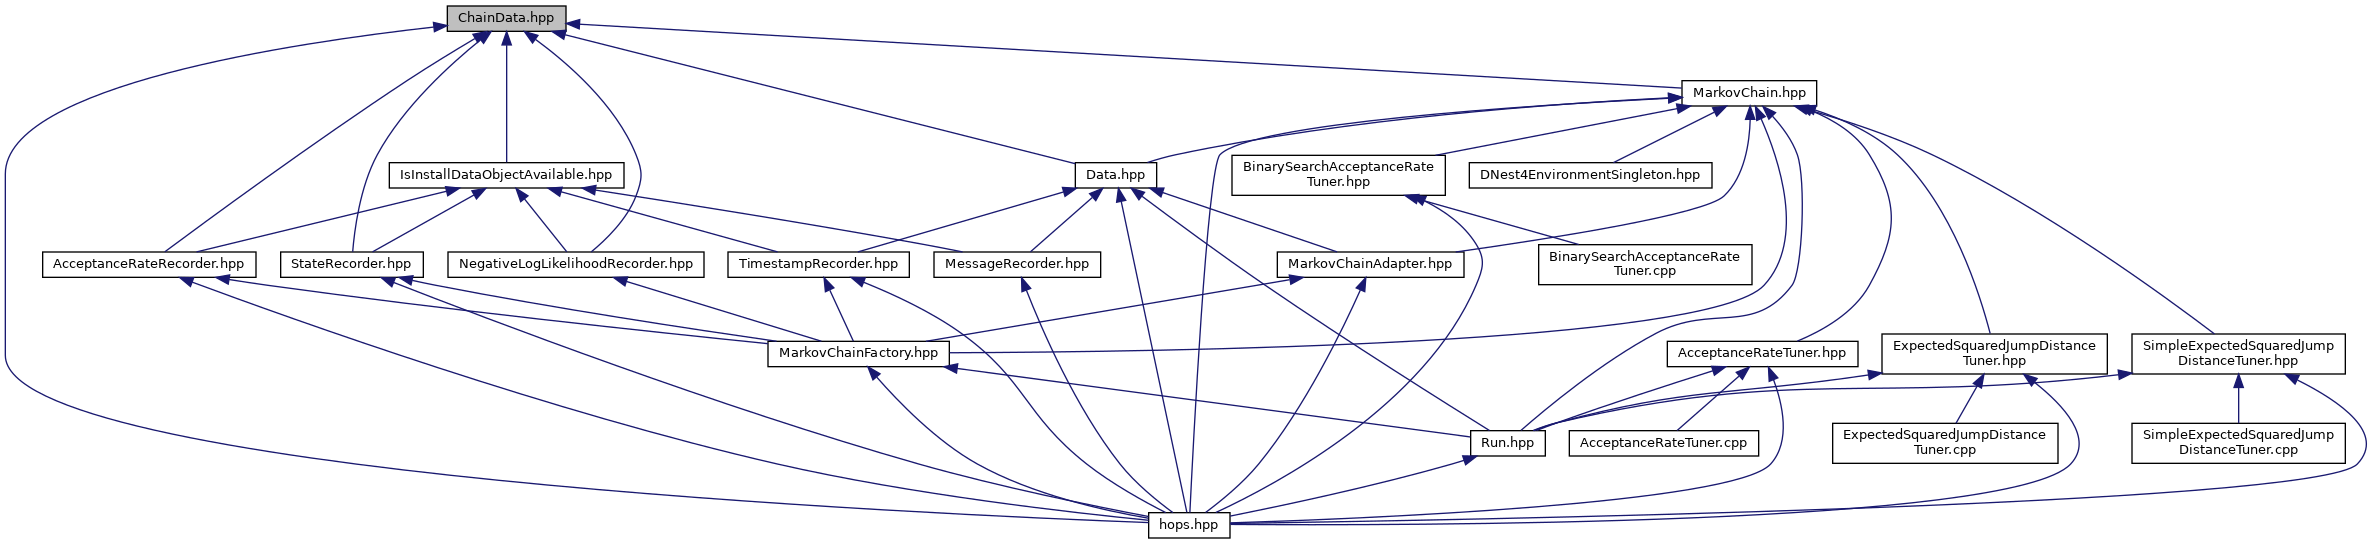 ChainData.hpp
MarkovChain.hpp
IsInstallDataObjectAvailable.hpp
Data.hpp
BinarySearchAcceptanceRate
Tuner.hpp
DNest4EnvironmentSingleton.hpp
AcceptanceRateRecorder.hpp
StateRecorder.hpp
NegativeLogLikelihoodRecorder.hpp
TimestampRecorder.hpp
MessageRecorder.hpp
MarkovChainAdapter.hpp
BinarySearchAcceptanceRate
Tuner.cpp
MarkovChainFactory.hpp
AcceptanceRateTuner.hpp
ExpectedSquaredJumpDistance
Tuner.hpp
SimpleExpectedSquaredJump
DistanceTuner.hpp
Run.hpp
AcceptanceRateTuner.cpp
ExpectedSquaredJumpDistance
Tuner.cpp
SimpleExpectedSquaredJump
DistanceTuner.cpp
hops.hpp